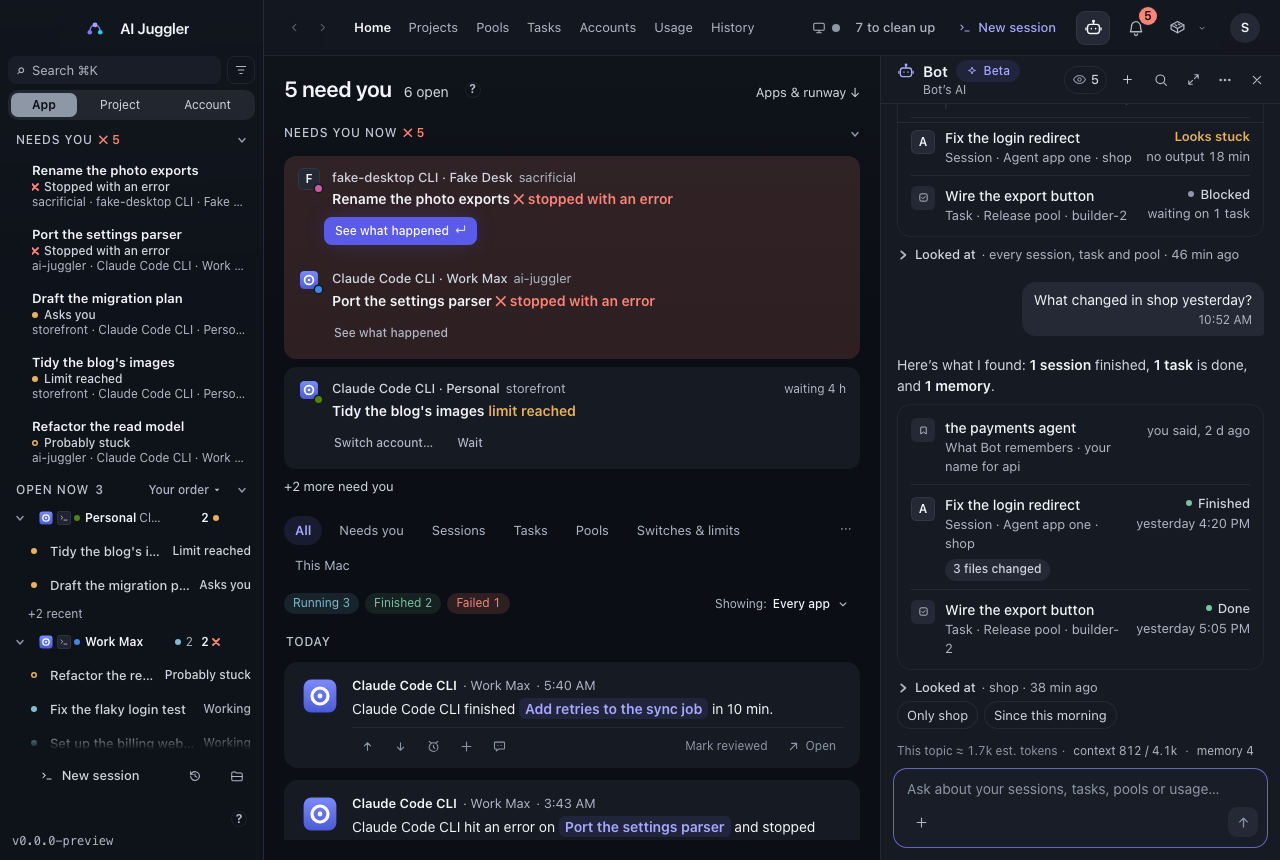 AI Juggler
Search ⌘K
App Project Account
NEEDS YOU 5
Rename the photo exports
Stopped with an error
sacrificial · fake-desktop CLI · Fake ...
Port the settings parser
Stopped with an error
ai-juggler · Claude Code CLI · Work ...
Draft the migration plan
Asks you
storefront · Claude Code CLI · Perso...
Tidy the blog's images
Limit reached
storefront · Claude Code CLI · Perso...
Refactor the read model
Probably stuck
ai-juggler · Claude Code CLI · Work ...
OPEN NOW 3 Your order
Personal Cl... 2
Tidy the blog's i... Limit reached
Draft the migration p... Asks you
+2 recent
Work Max 2 2
Refactor the re... Probably stuck
Fix the flaky login test Working
Set up the billing web... Working
New session
?
v0.0.0-preview
Home Projects Pools Tasks Accounts Usage History
7 to clean up
New session
5
S
5 need you 6 open ?
Apps & runway ↓
NEEDS YOU NOW 5
F
fake-desktop CLI · Fake Desk sacrificial
Rename the photo exports stopped with an error
See what happened
Claude Code CLI · Work Max ai-juggler
Port the settings parser stopped with an error
See what happened
Claude Code CLI · Personal storefront waiting 4 h
Tidy the blog's images limit reached
Switch account... Wait
+2 more need you
All Needs you Sessions Tasks Pools Switches & limits ...
This Mac
Running 3 Finished 2 Failed 1
Showing: Every app
TODAY
Claude Code CLI · Work Max · 5:40 AM
Claude Code CLI finished Add retries to the sync job in 10 min.
Mark reviewed Open
Claude Code CLI · Work Max · 3:43 AM
Claude Code CLI hit an error on Port the settings parser and stopped
Bot Beta
Bot's AI
5
A
Fix the login redirect Looks stuck
Session · Agent app one · shop no output 18 min
Wire the export button Blocked
Task · Release pool · builder-2 waiting on 1 task
Looked at · every session, task and pool · 46 min ago
What changed in shop yesterday?
10:52 AM
Here's what I found: 1 session finished, 1 task is done,
and 1 memory.
the payments agent you said, 2 d ago
What Bot remembers · your
name for api
A
Fix the login redirect Finished
Session · Agent app one · yesterday 4:20 PM
shop
3 files changed
Wire the export button Done
Task · Release pool · builder- yesterday 5:05 PM
2
Looked at · shop · 38 min ago
Only shop Since this morning
This topic ≈ 1.7k est. tokens · context 812 / 4.1k · memory 4
Ask about your sessions, tasks, pools or usage...